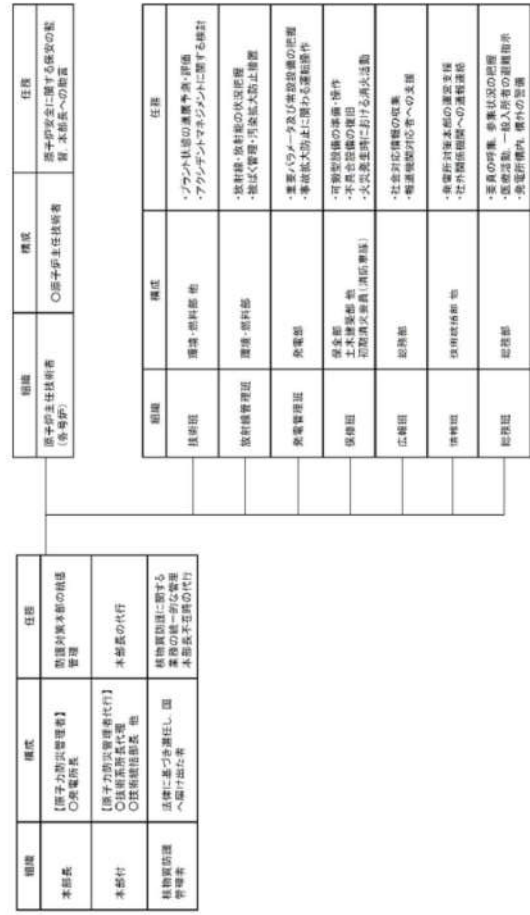 組織 構成 任務
本部長 【原子力防災管理者】 防護対策本部の統括
○発電所長 管理
本部付 【原子力防災管理者代行】 本部長の代行
○技術系所長代理
○技術統括部長 他
核物質防護 法律に基づき選任し、国 核物質防護に関する
管理者 へ届け出た者 業務の統一的な管理
本部長不在時の代行
組織 構成 任務
原子炉主任技術者 ○原子炉主任技術者 原子炉安全に関する保安の監
(各号炉) 督、本部長への助言
組織 構成 任務
技術班 環境・燃料部 他 ・プラント状態の進展予測・評価
・アクシデントマネジメントに関する検討
放射線管理班 環境・燃料部 ・放射線・放射能の状況把握
・被ばく管理・汚染拡大防止措置
発電管理班 発電部 ・重要パラメータ及び常設設備の把握
・事故拡大防止に関わる運転操作
保修班 保全部 ・可搬型設備の準備・操作
土木建築部 他 ・不具合設備の復旧
初期消火要員(消防専隊) ・火災発生時における消火活動
広報班 総務部 ・社会対応情報の収集
・報道機関対応者への支援
情報班 技術統括部 他 ・発電所対策本部の運営支援
・社外関係機関への通報連絡
総務班 総務部 ・要員の呼集、参集状況の把握
・医療活動、一般入所者の避難指示
・発電所構内、構外の警備